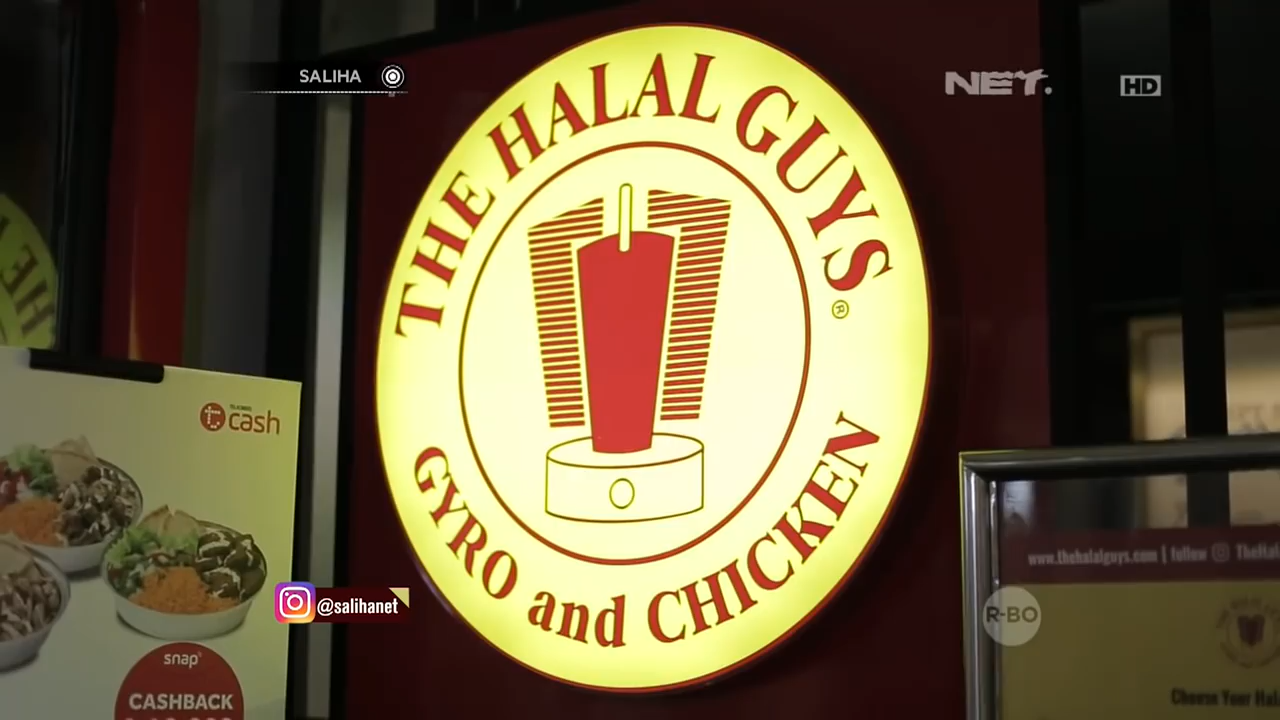 SALIHA
NET.
HD
THE HALAL GUYS
®
GYRO and CHICKEN
cash
snap
CASHBACK
@salihanet
www.thehalalguys.com | follow
R-BO
Choose Your